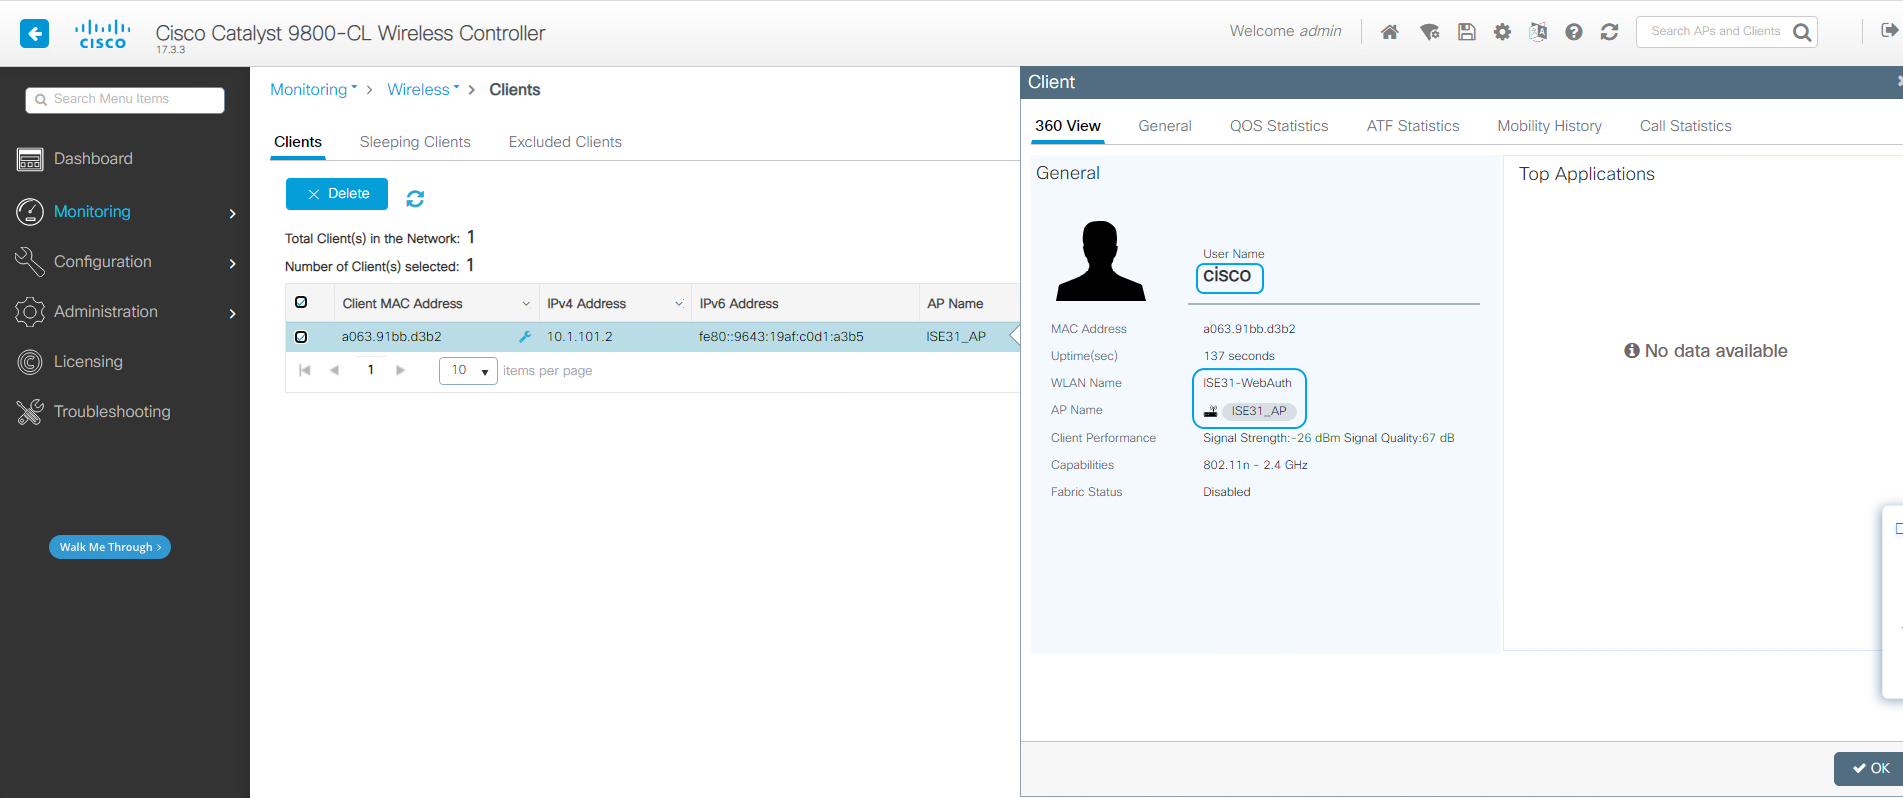 CISCO
Cisco Catalyst 9800-CL Wireless Controller
17.3.3
Welcome admin
Search APs and Clients
Search Menu Items
Dashboard
Monitoring
Configuration
Administration
Licensing
Troubleshooting
Walk Me Through >
Monitoring > Wireless > Clients
Clients Sleeping Clients Excluded Clients
× Delete
Total Client(s) in the Network: 1
Number of Client(s) selected: 1
Client MAC Address IPv4 Address IPv6 Address AP Name
a063.91bb.d3b2 10.1.101.2 fe80::9643:19af:c0d1:a3b5 ISE31_AP
1 10 items per page
Client
360 View General QOS Statistics ATF Statistics Mobility History Call Statistics
General
User Name
cisco
MAC Address a063.91bb.d3b2
Uptime(sec) 137 seconds
WLAN Name ISE31-WebAuth
AP Name ISE31_AP
Client Performance Signal Strength:-26 dBm Signal Quality:67 dB
Capabilities 802.11n - 2.4 GHz
Fabric Status Disabled
Top Applications
No data available
OK